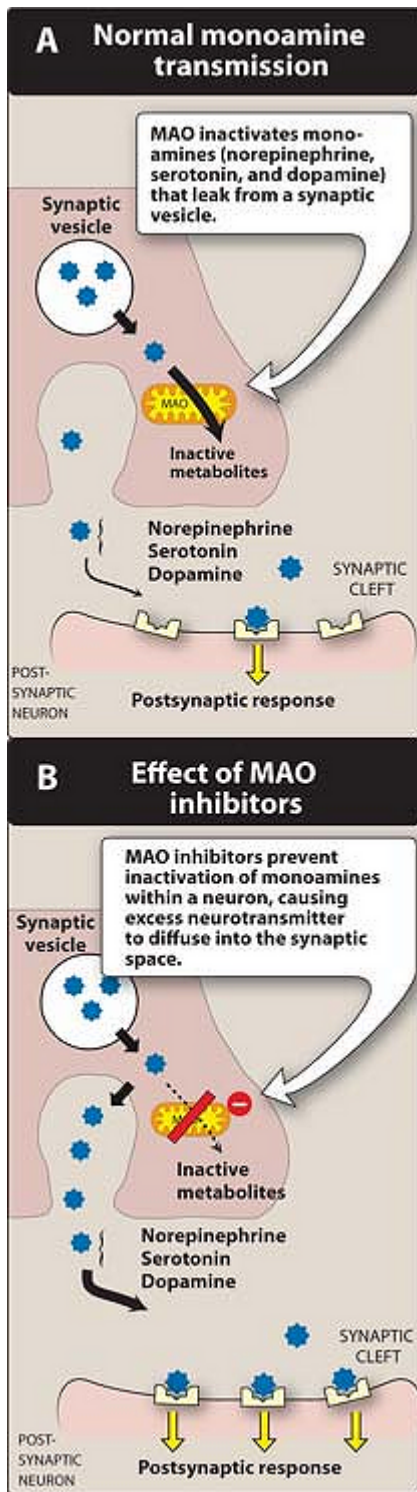 A Normal monoamine
transmission
MAO inactivates mono-
amines (norepinephrine,
serotonin, and dopamine)
that leak from a synaptic
vesicle.
Synaptic
vesicle
MAO
Inactive
metabolites
Norepinephrine
Serotonin
Dopamine
SYNAPTIC
CLEFT
POST-
SYNAPTIC
NEURON
Postsynaptic response
B Effect of MAO
inhibitors
MAO inhibitors prevent
inactivation of monoamines
within a neuron, causing
excess neurotransmitter
to diffuse into the synaptic
space.
Synaptic
vesicle
Inactive
metabolites
Norepinephrine
Serotonin
Dopamine
SYNAPTIC
CLEFT
POST-
SYNAPTIC
NEURON
Postsynaptic response